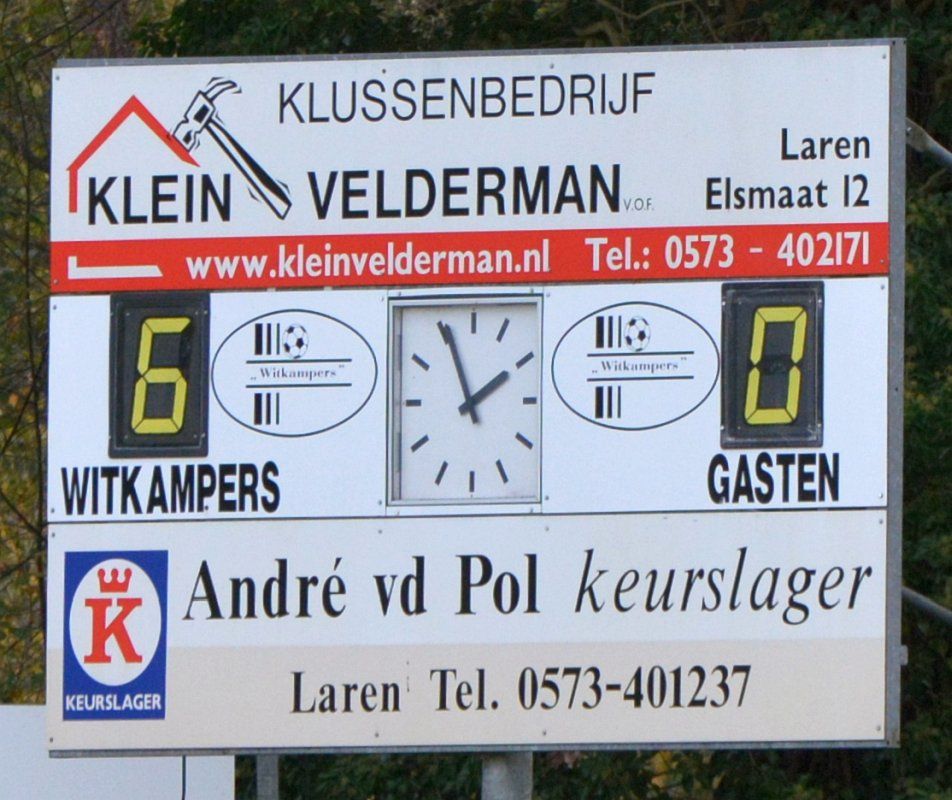 KLUSSENBEDRIJF
KLEIN VELDERMAN V.O.F.
Laren
Elsmaat 12
www.kleinvelderman.nl Tel.: 0573 - 402171
6
„Witkampers”
„Witkampers”
0
WITKAMPERS
GASTEN
André vd Pol keurslager
K
KEURSLAGER
Laren Tel. 0573-401237